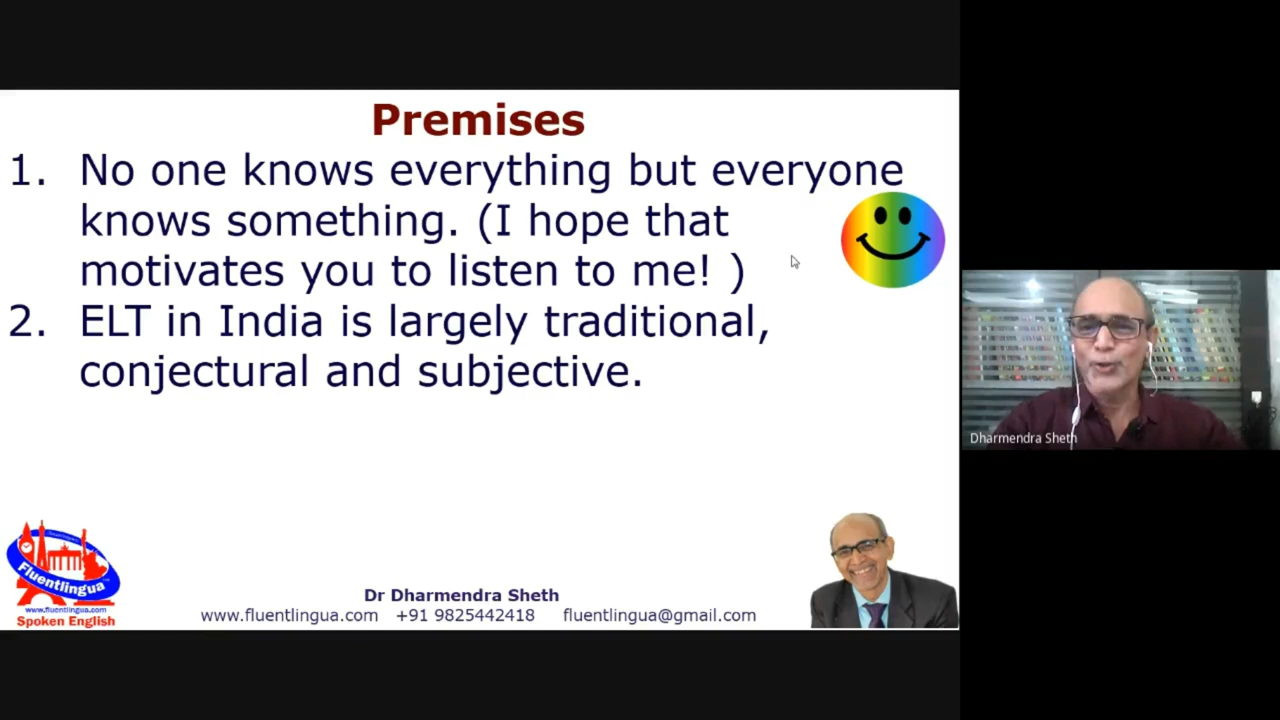 Premises
1. No one knows everything but everyone
knows something. (I hope that
motivates you to listen to me! )
2. ELT in India is largely traditional,
conjectural and subjective.
Dharmendra Sheth
Fluentlingua
www.fluentlingua.com
Spoken English
Dr Dharmendra Sheth
www.fluentlingua.com +91 9825442418 fluentlingua@gmail.com